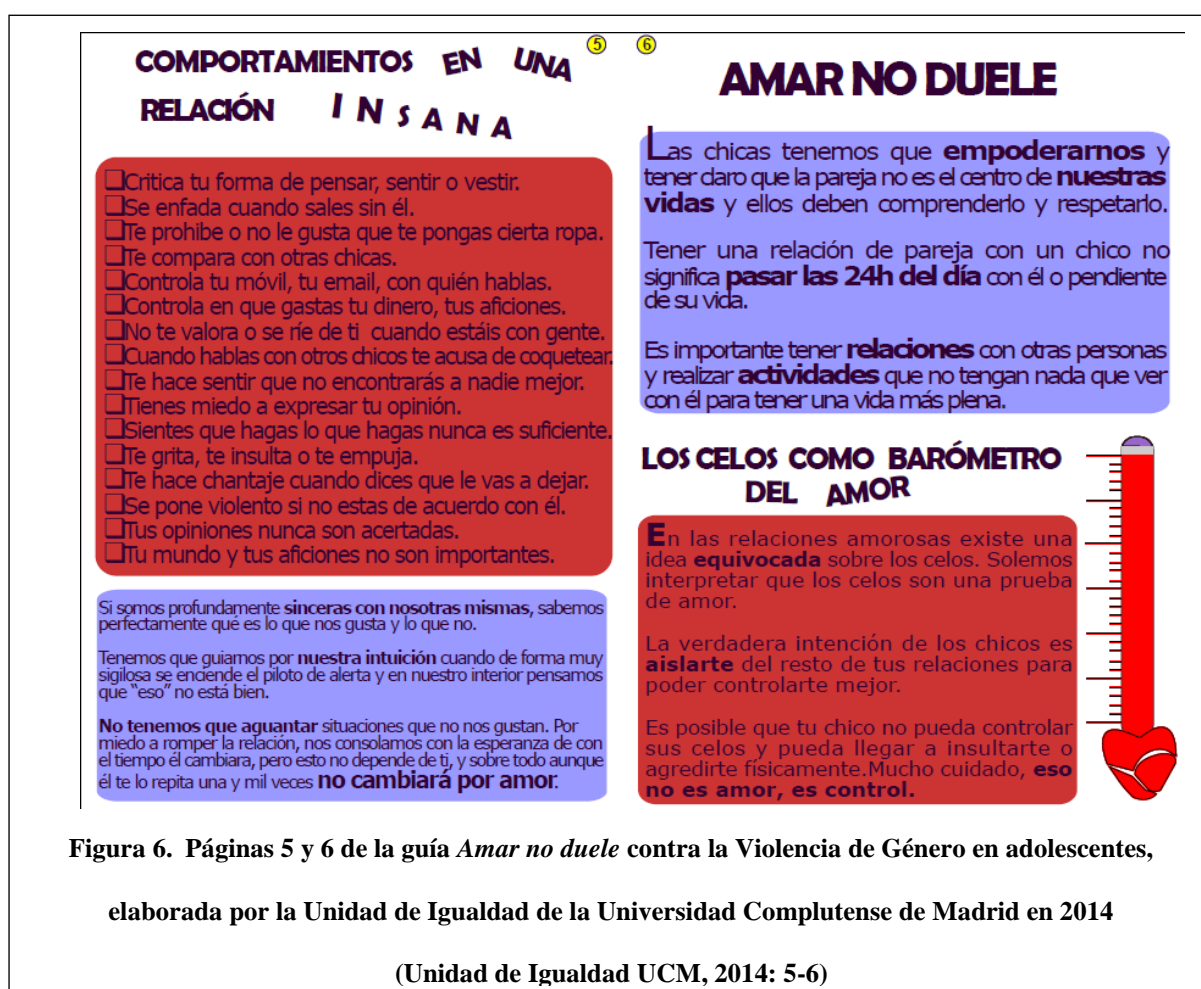 5
COMPORTAMIENTOS EN UNA
RELACIÓN INSANA
❏Critica tu forma de pensar, sentir o vestir.
❏Se enfada cuando sales sin él.
❏Te prohibe o no le gusta que te pongas cierta ropa.
❏Te compara con otras chicas.
❏Controla tu móvil, tu email, con quién hablas.
❏Controla en que gastas tu dinero, tus aficiones.
❏No te valora o se ríe de ti cuando estáis con gente.
❏Cuando hablas con otros chicos te acusa de coquetear.
❏Te hace sentir que no encontrarás a nadie mejor.
❏Tienes miedo a expresar tu opinión.
❏Sientes que hagas lo que hagas nunca es suficiente.
❏Te grita, te insulta o te empuja.
❏Te hace chantaje cuando dices que le vas a dejar.
❏Se pone violento si no estas de acuerdo con él.
❏Tus opiniones nunca son acertadas.
❏Tu mundo y tus aficiones no son importantes.
Si somos profundamente sinceras con nosotras mismas, sabemos
perfectamente qué es lo que nos gusta y lo que no.
Tenemos que guiarnos por nuestra intuición cuando de forma muy
sigilosa se enciende el piloto de alerta y en nuestro interior pensamos
que "eso" no está bien.
No tenemos que aguantar situaciones que no nos gustan. Por
miedo a romper la relación, nos consolamos con la esperanza de con
el tiempo él cambiara, pero esto no depende de ti, y sobre todo aunque
él te lo repita una y mil veces no cambiará por amor.
6
AMAR NO DUELE
Las chicas tenemos que empoderarnos y
tener claro que la pareja no es el centro de nuestras
vidas y ellos deben comprenderlo y respetarlo.
Tener una relación de pareja con un chico no
significa pasar las 24h del día con él o pendiente
de su vida.
Es importante tener relaciones con otras personas
y realizar actividades que no tengan nada que ver
con él para tener una vida más plena.
LOS CELOS COMO BARÓMETRO
DEL AMOR
En las relaciones amorosas existe una
idea equivocada sobre los celos. Solemos
interpretar que los celos son una prueba
de amor.
La verdadera intención de los chicos es
aislarte del resto de tus relaciones para
poder controlarte mejor.
Es posible que tu chico no pueda controlar
sus celos y pueda llegar a insultarte o
agredirte físicamente.Mucho cuidado, eso
no es amor, es control.
Figura 6. Páginas 5 y 6 de la guía Amar no duele contra la Violencia de Género en adolescentes,
elaborada por la Unidad de Igualdad de la Universidad Complutense de Madrid en 2014
(Unidad de Igualdad UCM, 2014: 5-6)